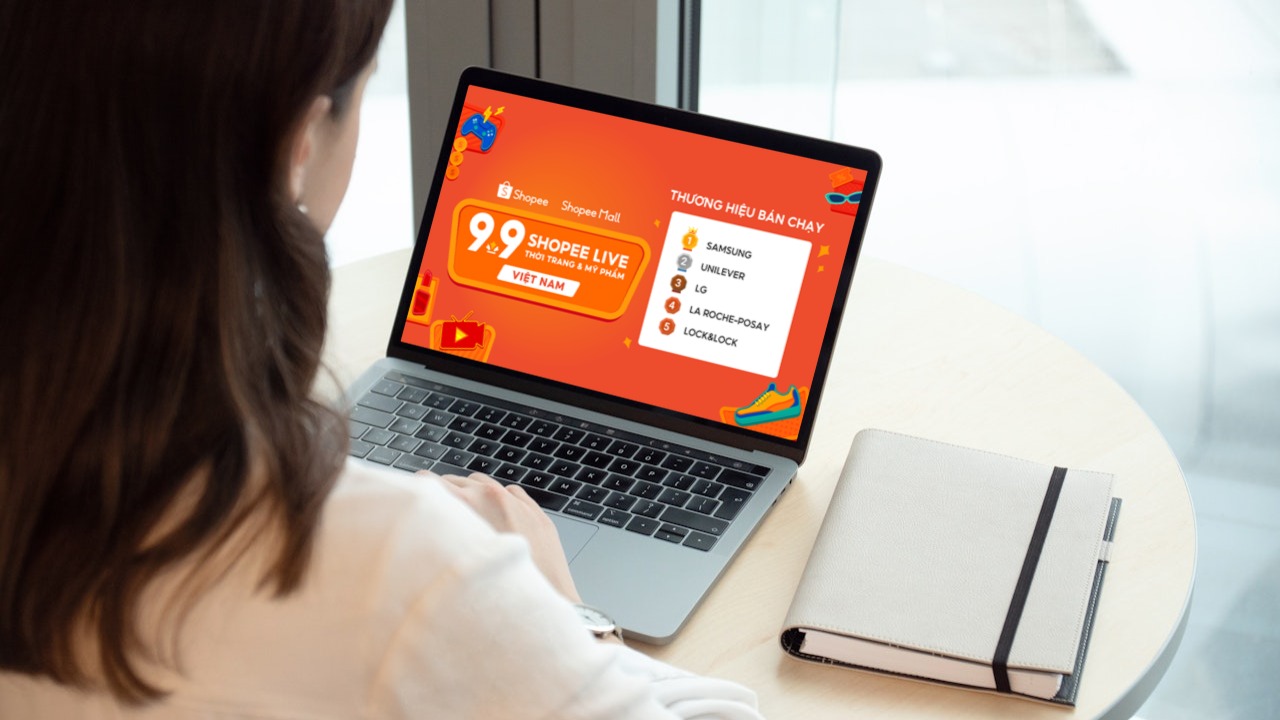 Shopee
Shopee Mall
9.9
SHOPEE LIVE
THỜI TRANG & MỸ PHẨM
VIỆT NAM
THƯƠNG HIỆU BÁN CHẠY
1 SAMSUNG
2 UNILEVER
3 LG
4 LA ROCHE-POSAY
5 LOCK&LOCK